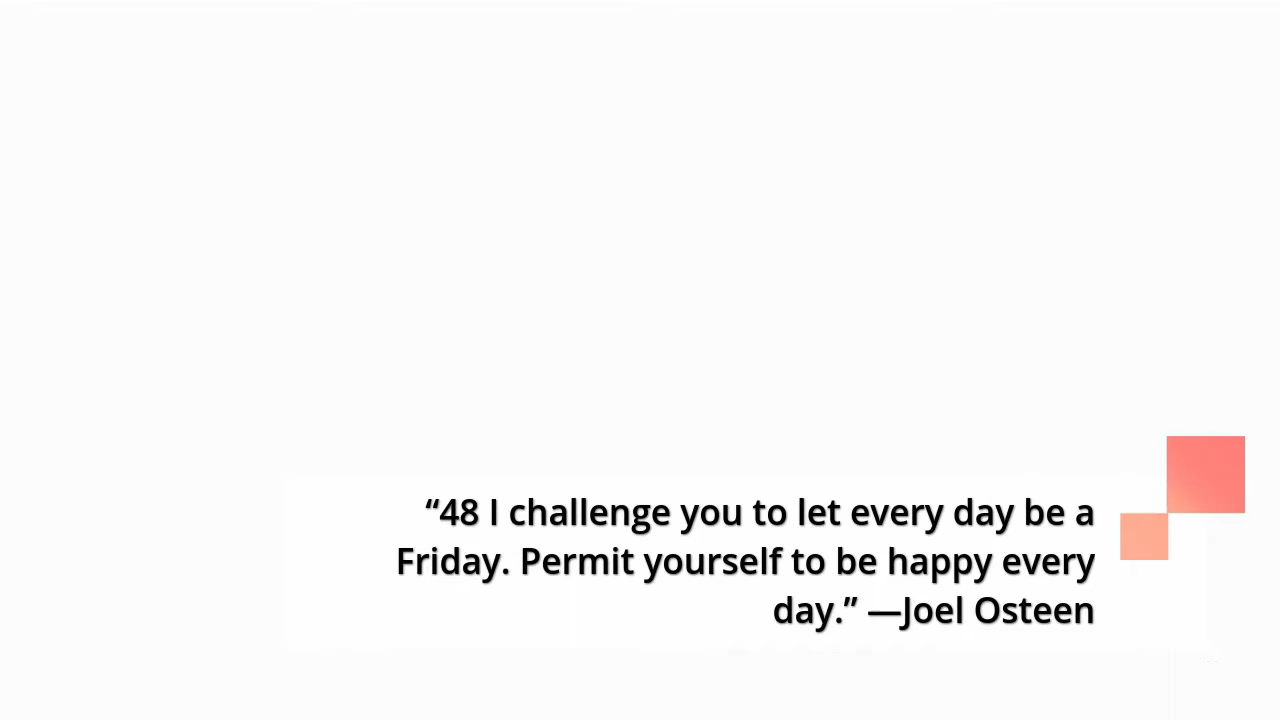 “48 I challenge you to let every day be a
Friday. Permit yourself to be happy every
day.” —Joel Osteen